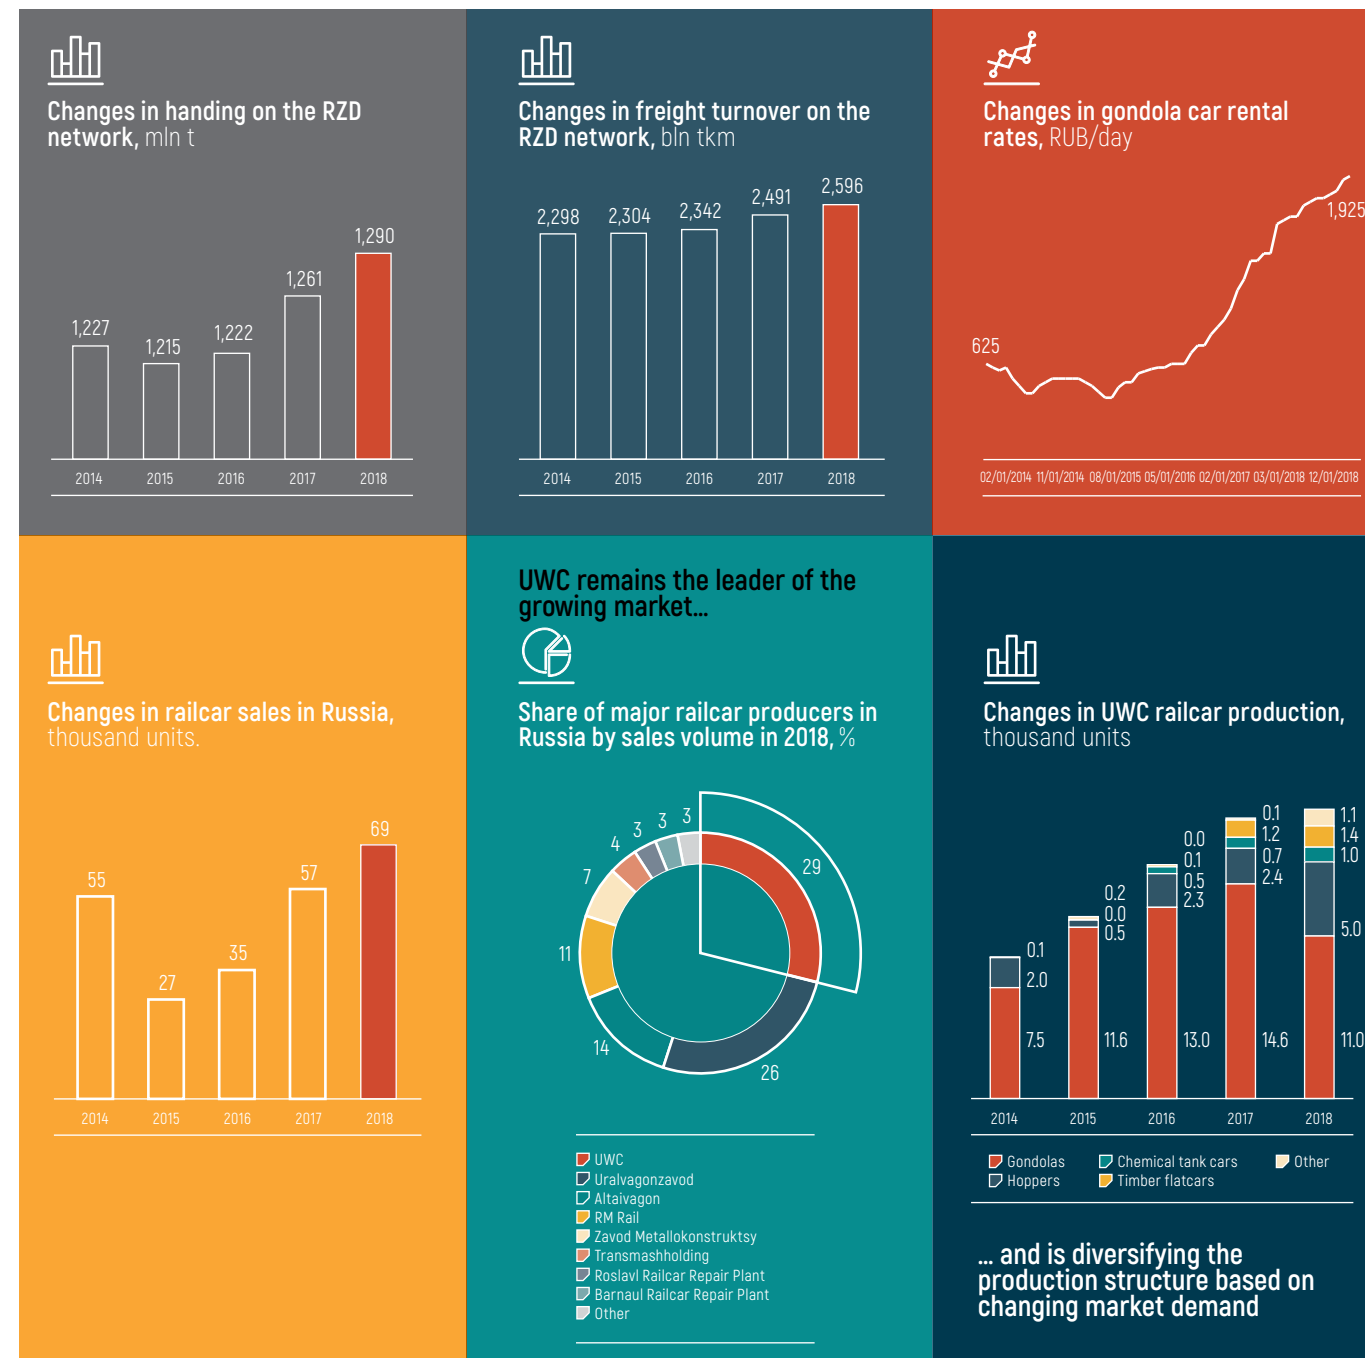 Changes in handing on the RZD
network, mln t
1,227
1,215
1,222
1,261
1,290
2014 2015 2016 2017 2018
Changes in freight turnover on the
RZD network, bln tkm
2,298
2,304
2,342
2,491
2,596
2014 2015 2016 2017 2018
Changes in gondola car rental
rates, RUB/day
625
1,925
02/01/2014 11/01/2014 08/01/2015 05/01/2016 02/01/2017 03/01/2018 12/01/2018
Changes in railcar sales in Russia,
thousand units.
55
27
35
57
69
2014 2015 2016 2017 2018
UWC remains the leader of the
growing market...
Share of major railcar producers in
Russia by sales volume in 2018, %
29
26
14
11
7
4
3
3
3
UWC
Uralvagonzavod
Altaivagon
RM Rail
Zavod Metallokonstruktsy
Transmashholding
Roslavl Railcar Repair Plant
Barnaul Railcar Repair Plant
Other
Changes in UWC railcar production,
thousand units
0.1
2.0
7.5
0.2
0.0
0.5
11.6
0.0
0.1
0.5
2.3
13.0
0.1
1.2
0.7
2.4
14.6
1.1
1.4
1.0
5.0
11.0
2014 2015 2016 2017 2018
Gondolas
Hoppers
Chemical tank cars
Timber flatcars
Other
... and is diversifying the
production structure based on
changing market demand